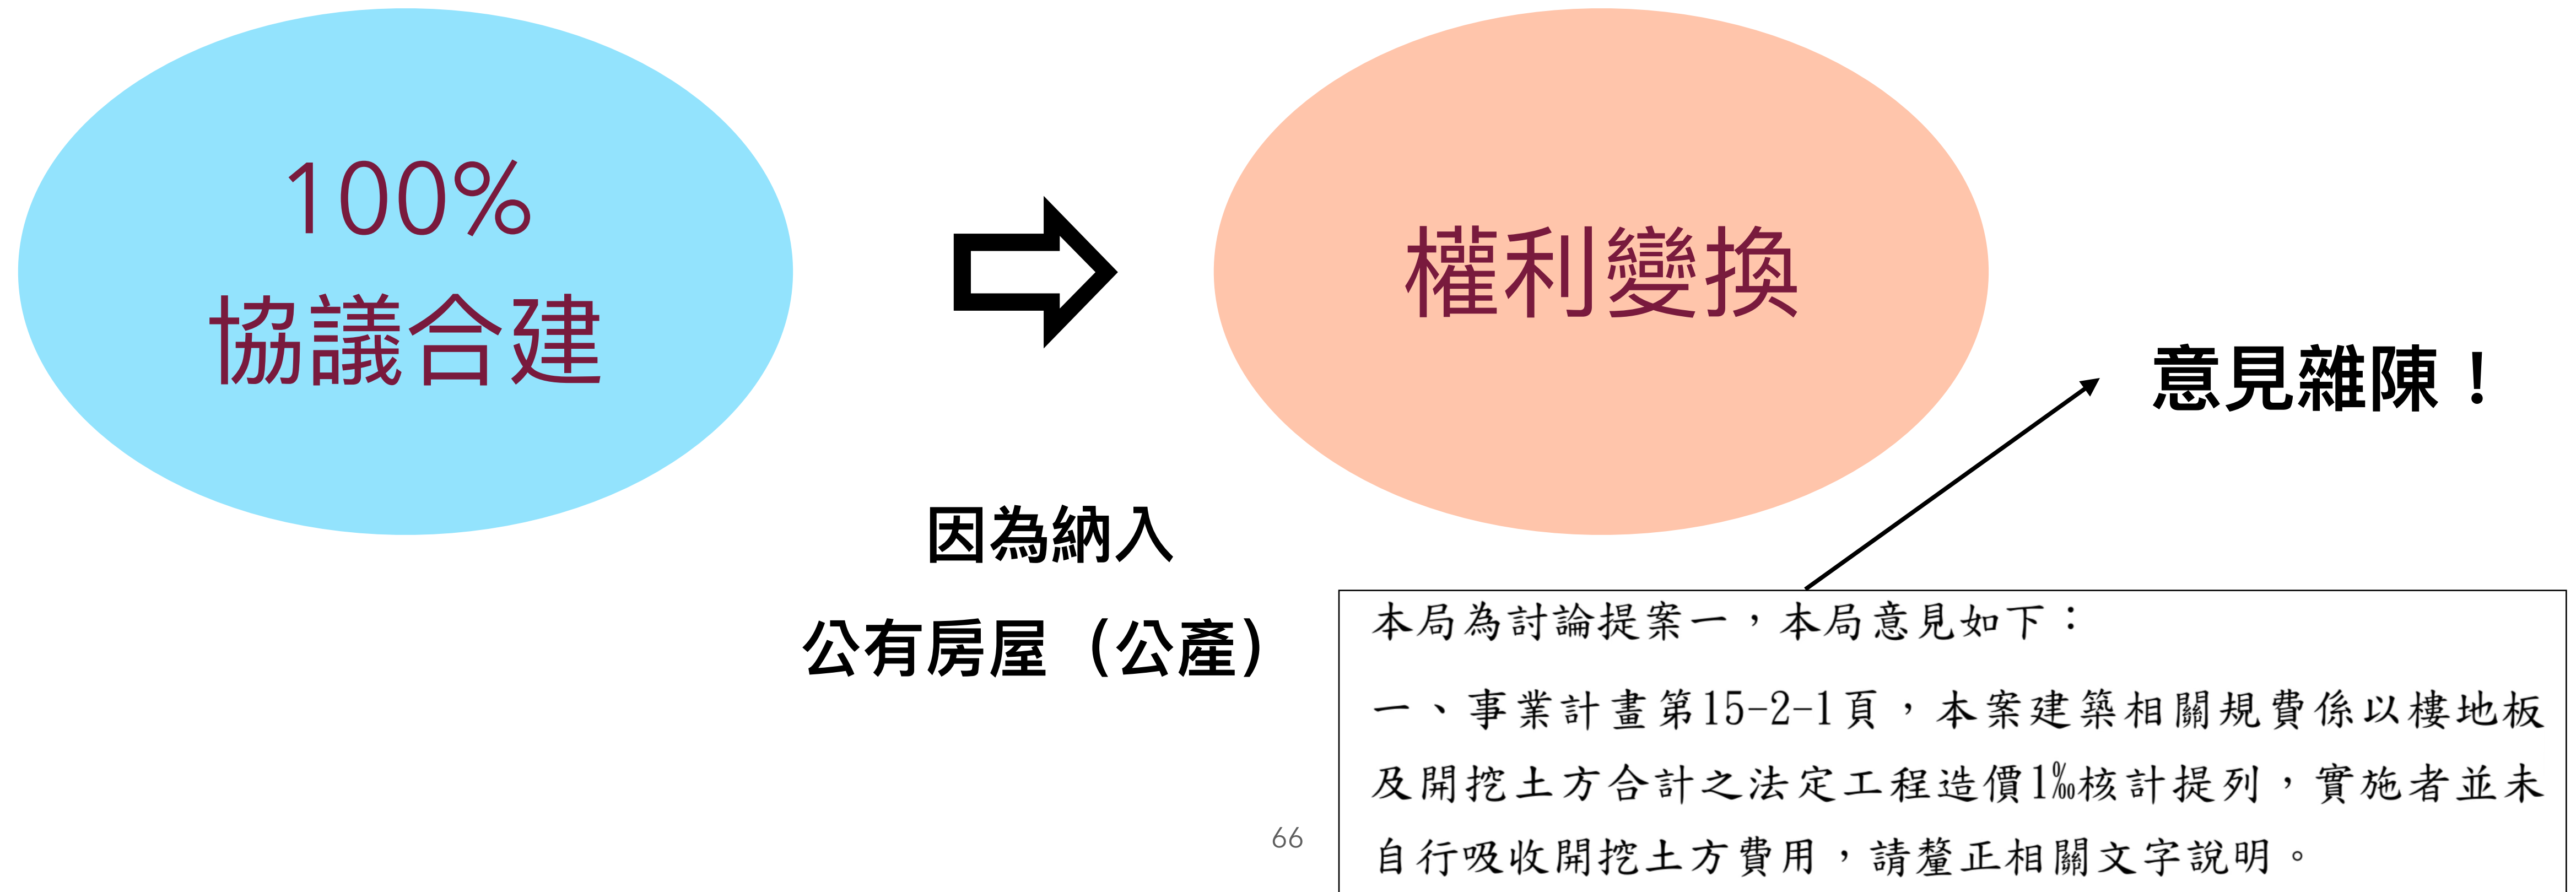 100%
協議合建
因為納入
公有房屋（公產）
權利變換
意見雜陳！
本局為討論提案一，本局意見如下：
一、事業計畫第15-2-1頁，本案建築相關規費係以樓地板
及開挖土方合計之法定工程造價1‰核計提列，實施者並未
自行吸收開挖土方費用，請釐正相關文字說明。
66